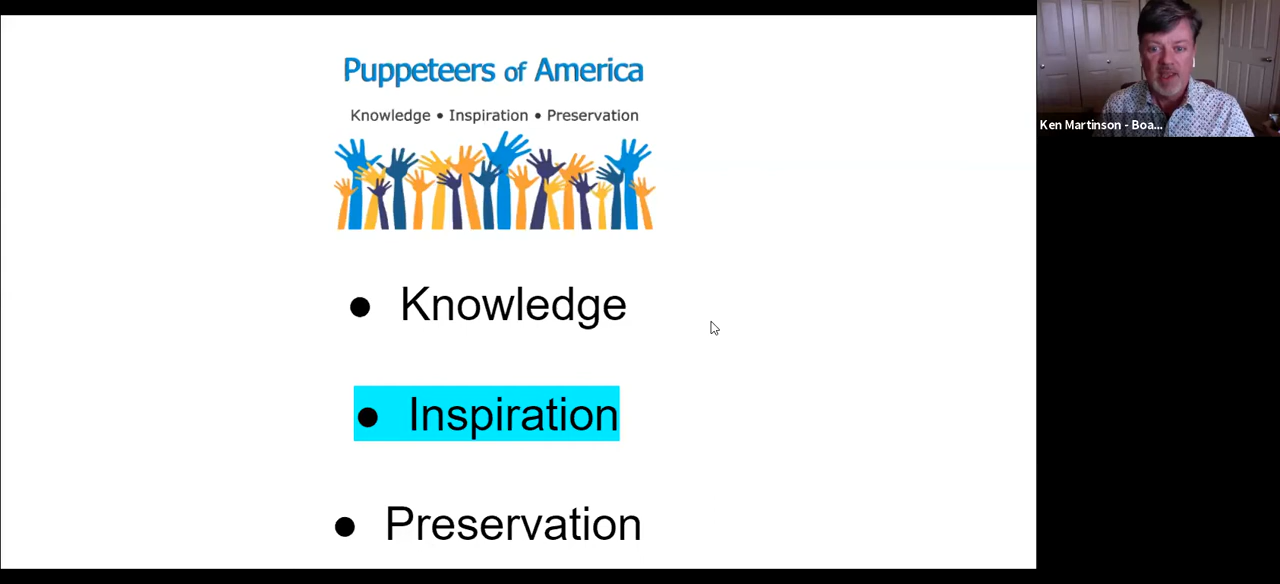 Puppeteers of America
Knowledge • Inspiration • Preservation
Ken Martinson - Boa...
● Knowledge
● Inspiration
● Preservation